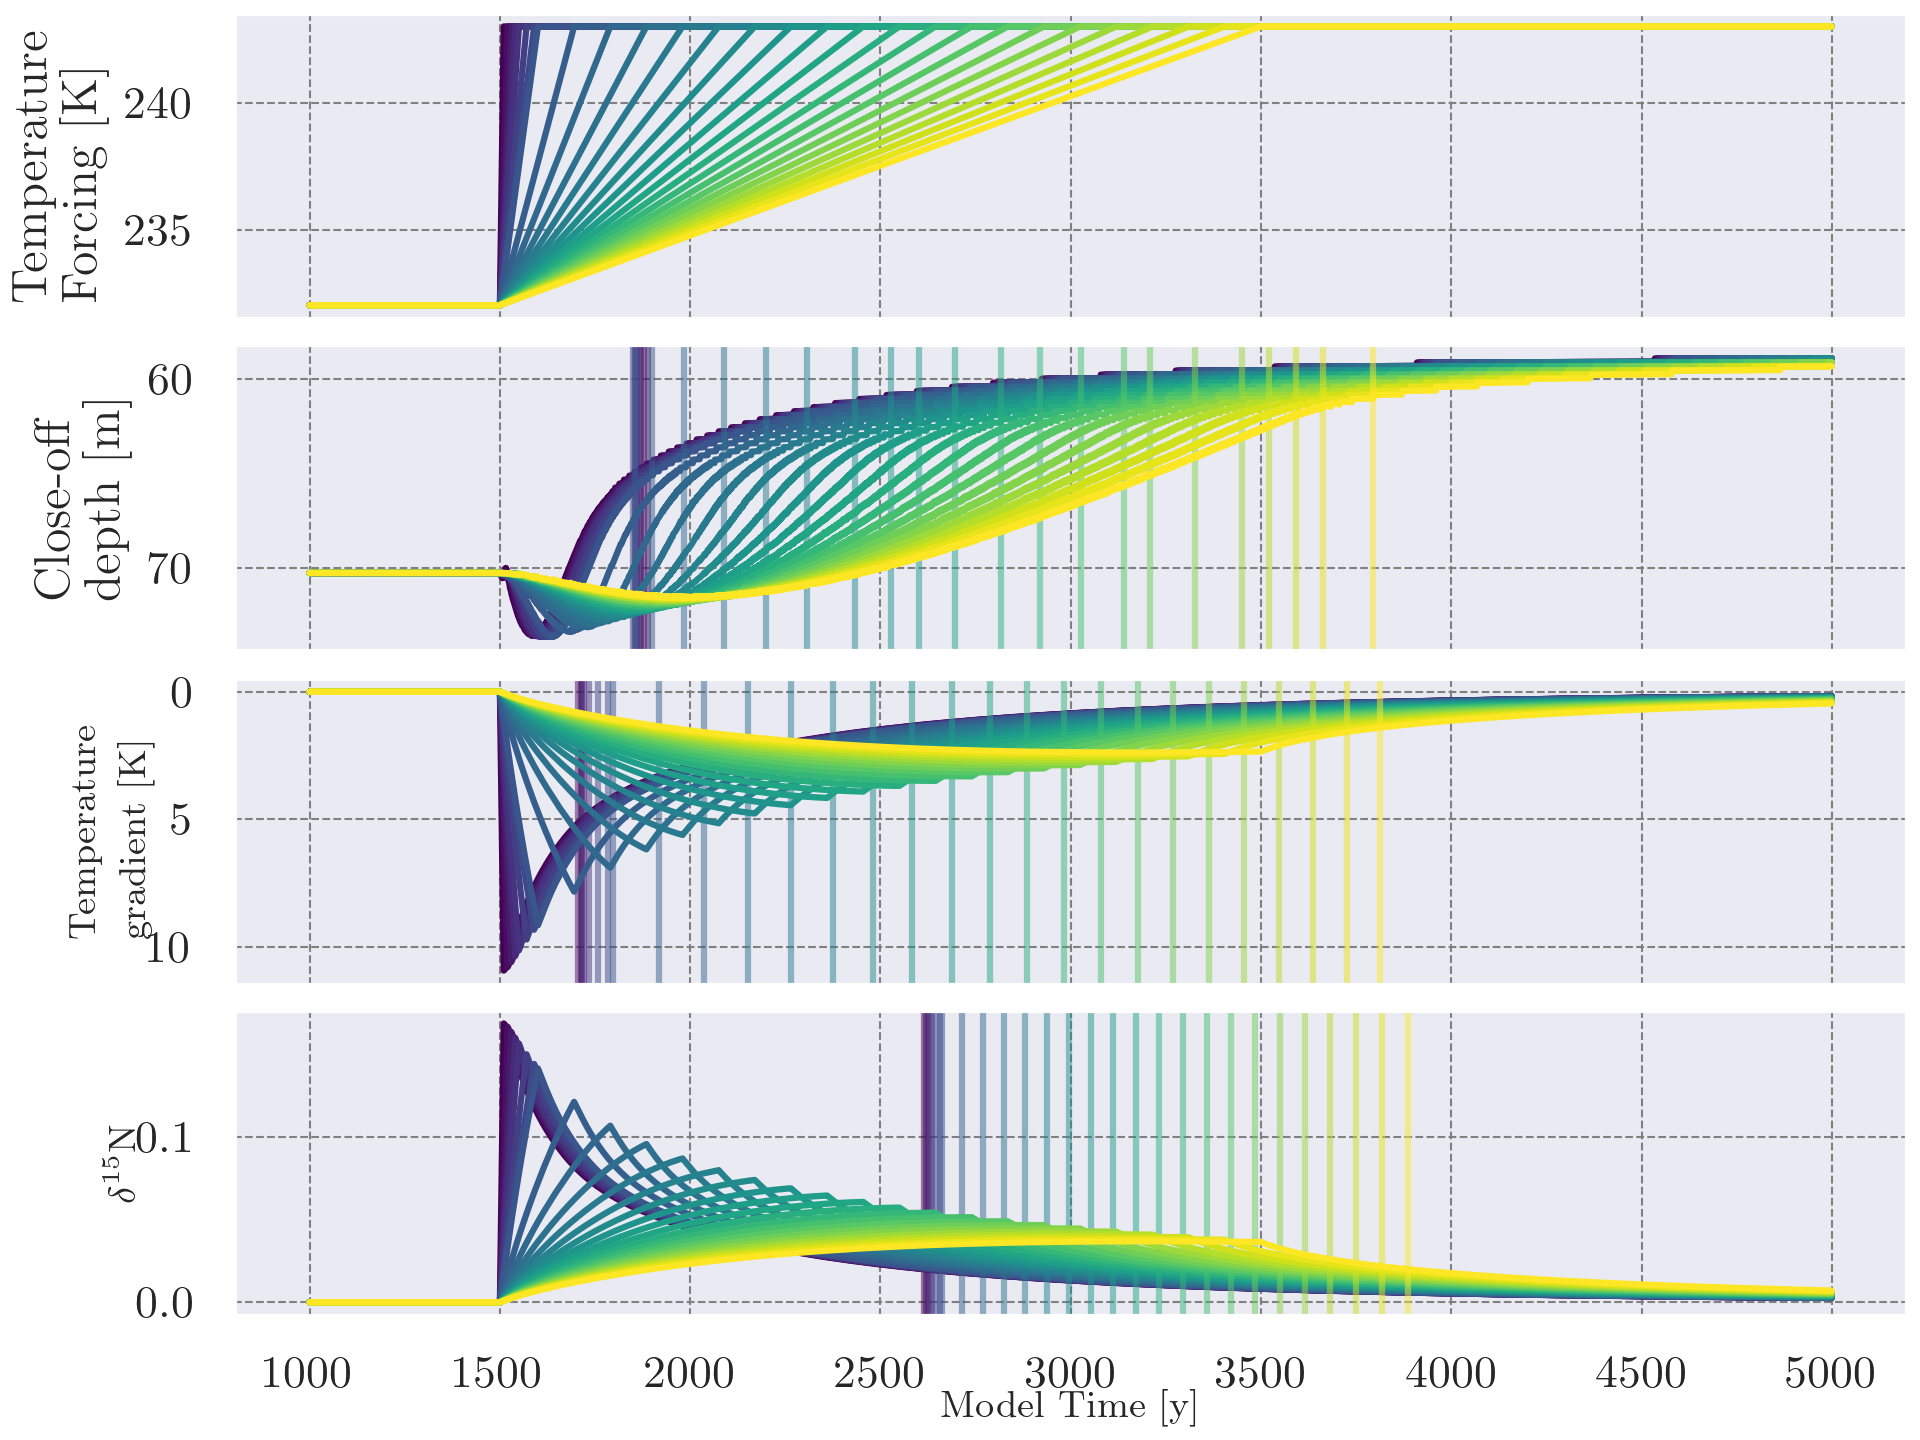 Temperature
Forcing [K]
240
235
Close-off
depth [m]
60
70
Temperature
gradient [K]
0
5
10
δ¹⁵N
0.1
0.0
1000 1500 2000 2500 3000 3500 4000 4500 5000
Model Time [y]